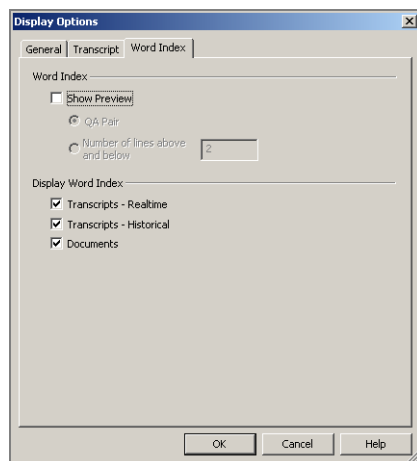 Display Options
General Transcript Word Index
Word Index
Show Preview
QA Pair
Number of lines above
and below
2
Display Word Index
Transcripts - Realtime
Transcripts - Historical
Documents
OK Cancel Help